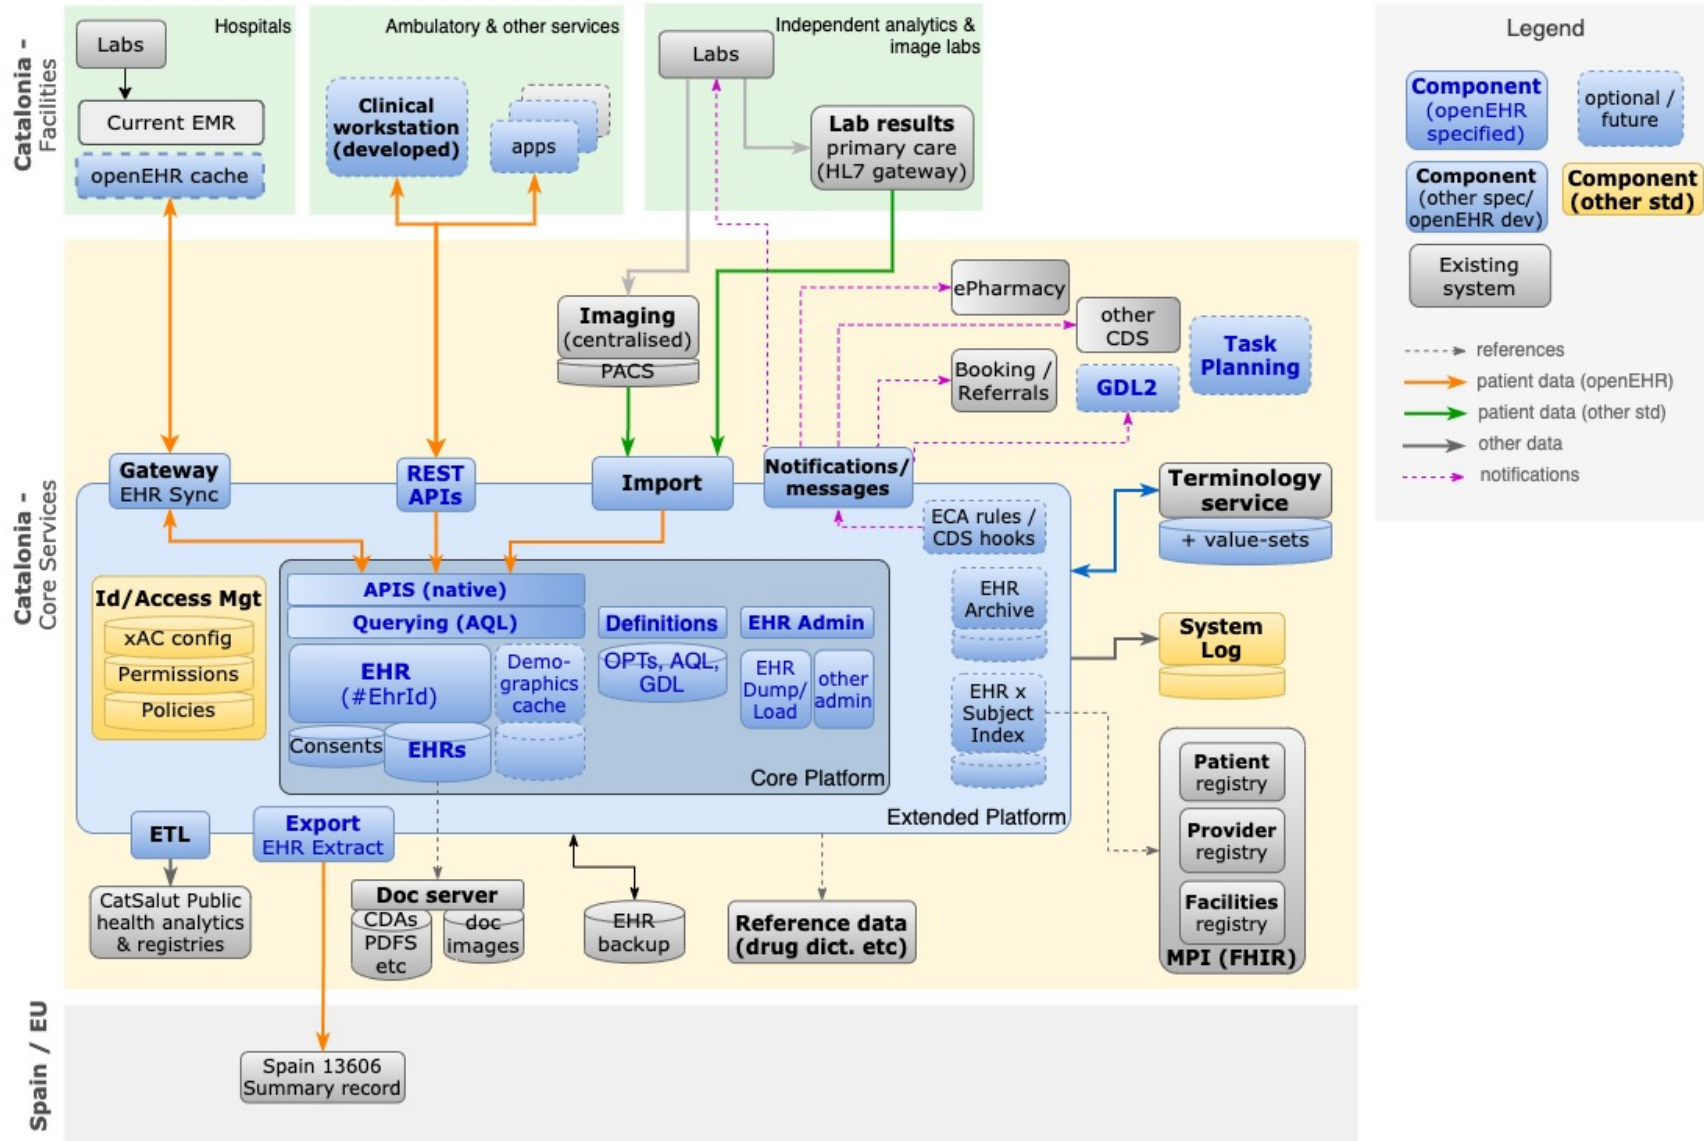 Catalonia -
Facilities
Hospitals
Labs
Current EMR
openEHR cache
Ambulatory & other services
Clinical
workstation
(developed)
apps
Independent analytics &
image labs
Labs
Lab results
primary care
(HL7 gateway)
Legend
Component
(openEHR
specified)
optional /
future
Component
(other spec/
openEHR dev)
Component
(other std)
Existing
system
references
patient data (openEHR)
patient data (other std)
other data
notifications
Catalonia -
Core Services
Imaging
(centralised)
PACS
ePharmacy
other
CDS
Booking /
Referrals
GDL2
Task
Planning
Gateway
EHR Sync
REST
APIs
Import
Notifications/
messages
ECA rules /
CDS hooks
Terminology
service
+ value-sets
Id/Access Mgt
xAC config
Permissions
Policies
APIS (native)
Querying (AQL)
EHR
(#EhrId)
Consents
EHRs
Demo-
graphics
cache
Definitions
OPTs, AQL,
GDL
EHR Admin
EHR
Dump/
Load
other
admin
Core Platform
EHR
Archive
EHR x
Subject
Index
Extended Platform
System
Log
Patient
registry
Provider
registry
Facilities
registry
MPI (FHIR)
ETL
Export
EHR Extract
CatSalut Public
health analytics
& registries
Doc server
CDAs
PDFS
etc
doc
images
EHR
backup
Reference data
(drug dict. etc)
Spain / EU
Spain 13606
Summary record